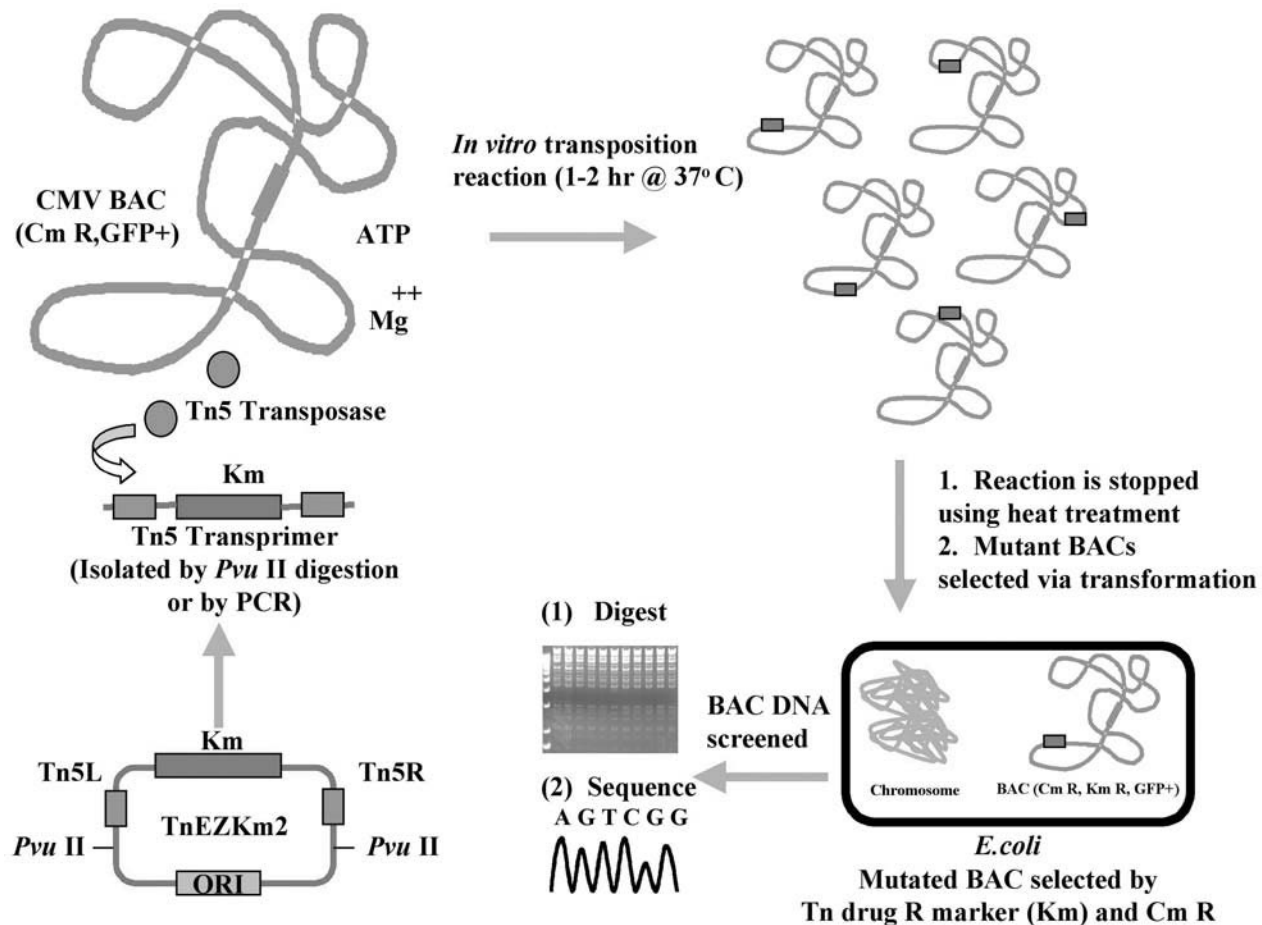 CMV BAC
(Cm R,GFP+)
ATP
++
Mg
Tn5 Transposase
Km
Tn5 Transprimer
(Isolated by Pvu II digestion
or by PCR)
Km
Tn5L
Tn5R
TnEZKm2
Pvu II
Pvu II
ORI
In vitro transposition
reaction (1-2 hr @ 37o C)
1. Reaction is stopped
using heat treatment
2. Mutant BACs
selected via transformation
Chromosome
BAC (Cm R, Km R, GFP+)
E.coli
Mutated BAC selected by
Tn drug R marker (Km) and Cm R
BAC DNA
screened
(1) Digest
(2) Sequence
A G T C G G